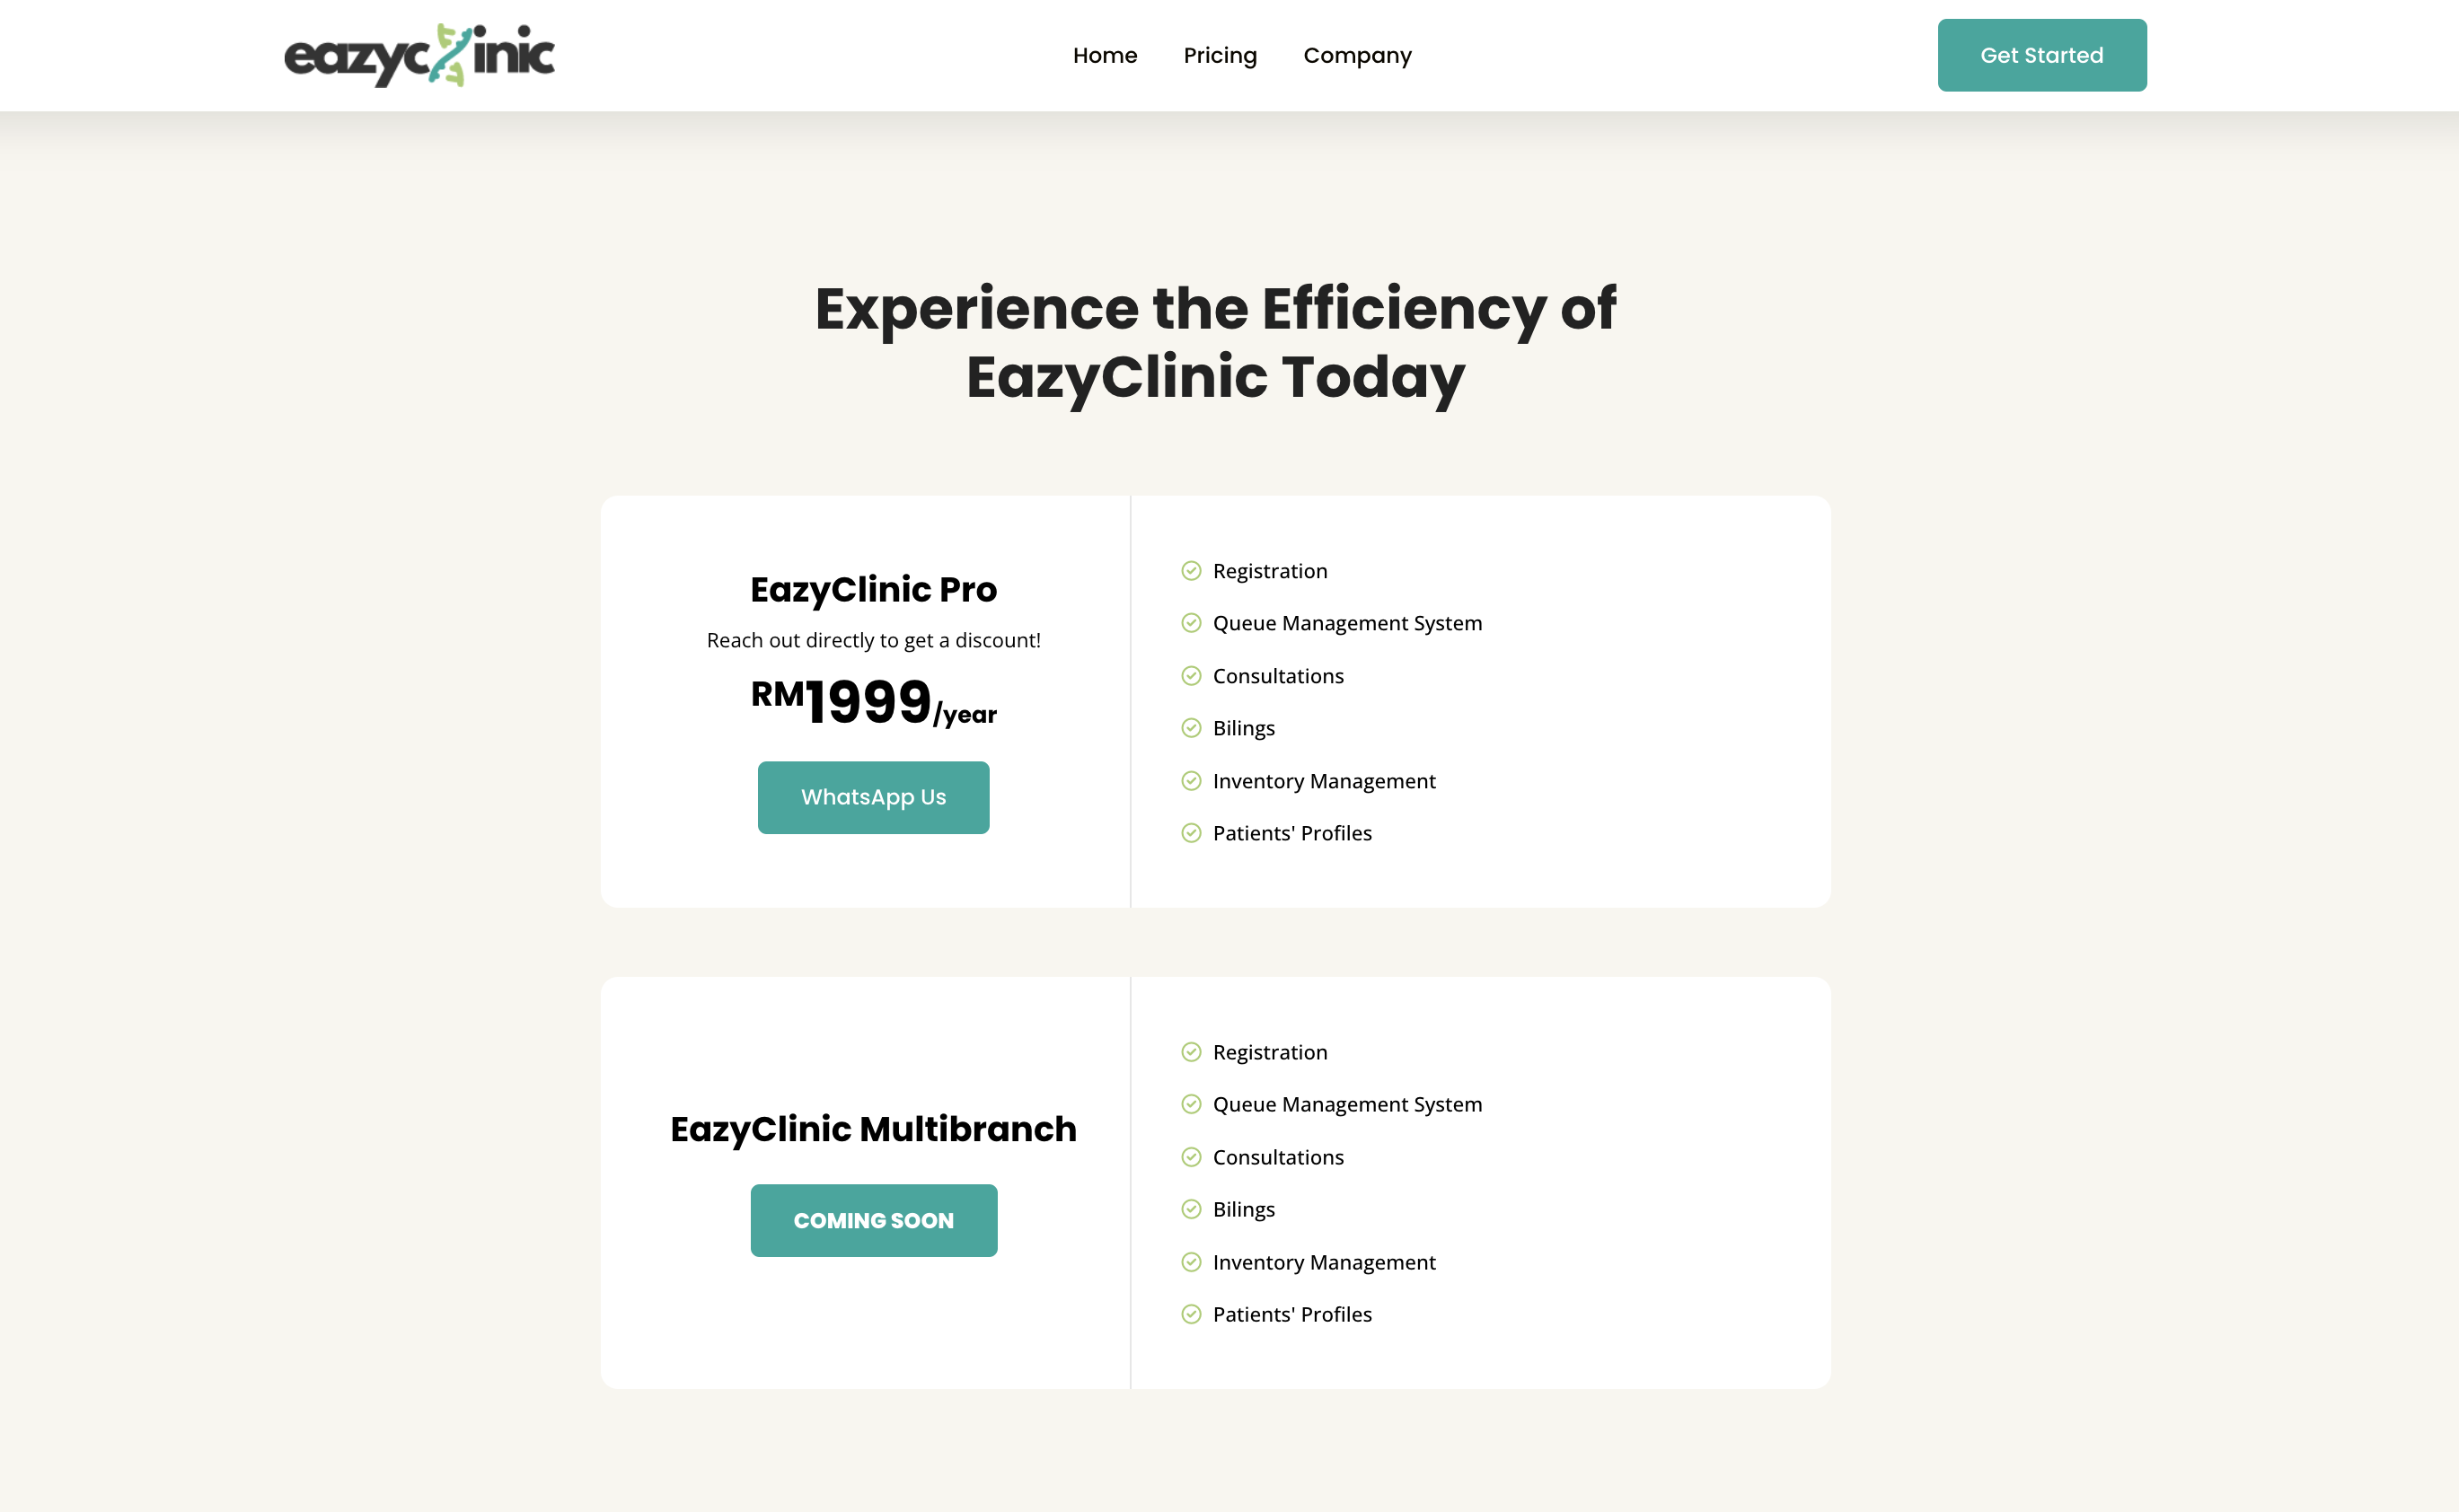 eazyclinic
Home Pricing Company
Get Started
Experience the Efficiency of
EazyClinic Today
EazyClinic Pro
Reach out directly to get a discount!
RM1999/year
WhatsApp Us
Registration
Queue Management System
Consultations
Bilings
Inventory Management
Patients' Profiles
EazyClinic Multibranch
COMING SOON
Registration
Queue Management System
Consultations
Bilings
Inventory Management
Patients' Profiles